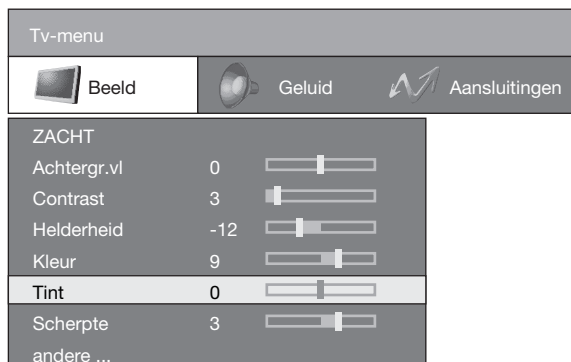 Tv-menu
Beeld Geluid Aansluitingen
ZACHT
Achtergr.vl 0
Contrast 3
Helderheid -12
Kleur 9
Tint 0
Scherpte 3
andere ...